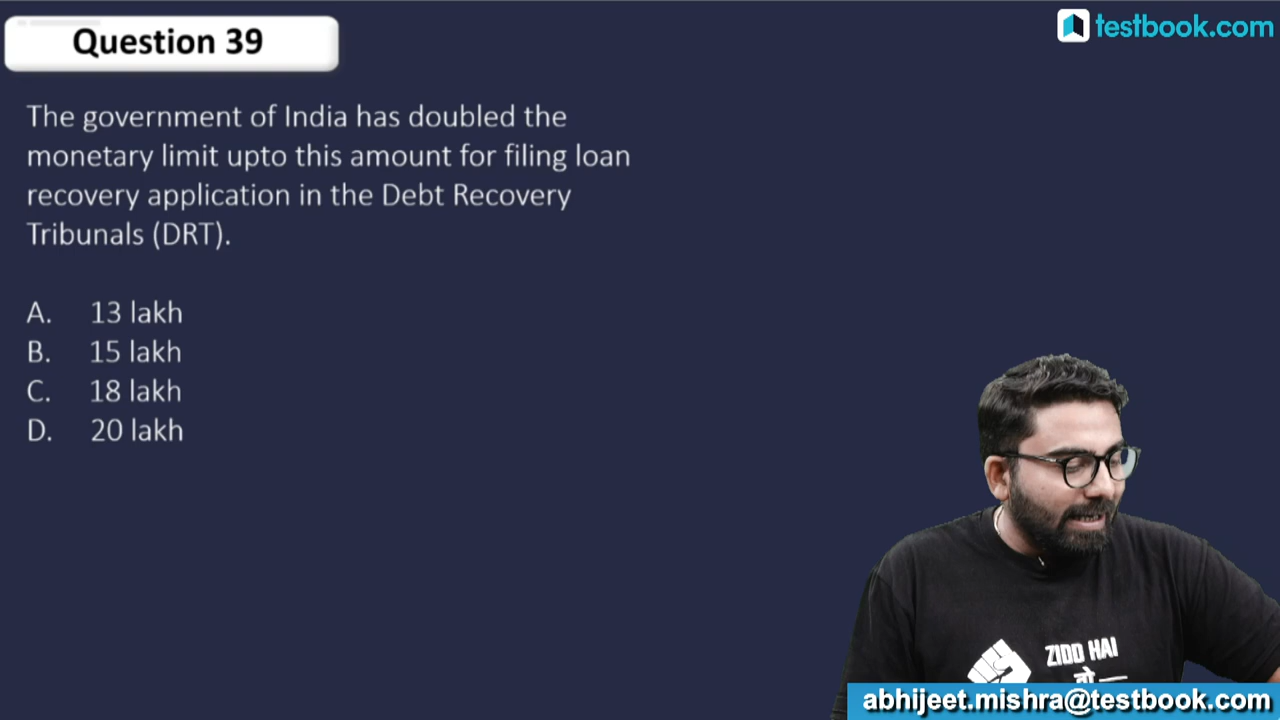 Question 39
testbook.com
The government of India has doubled the
monetary limit upto this amount for filing loan
recovery application in the Debt Recovery
Tribunals (DRT).
A. 13 lakh
B. 15 lakh
C. 18 lakh
D. 20 lakh
ZIDD HAI
तो
abhijeet.mishra@testbook.com